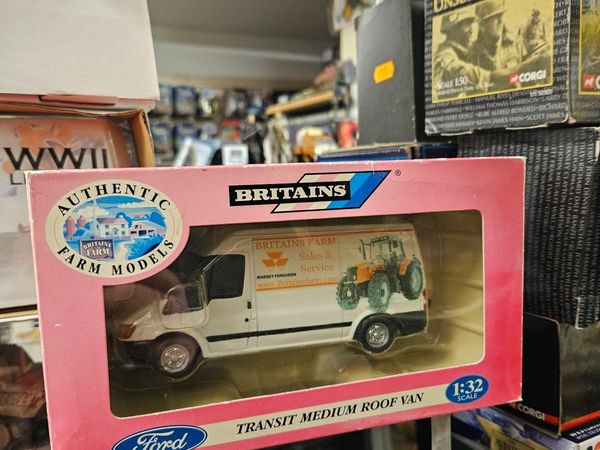 UNSU
SCALE 1:50
CORGI
WWII
AUTHENTIC
BRITAINS
®
BRITAINS
FARM
FARM MODELS
BRITAINS FARM
Sales &
Service
MASSEY FERGUSON
www.Britainsfarm.com
1:32
SCALE
TRANSIT MEDIUM ROOF VAN
Ford
CORGI